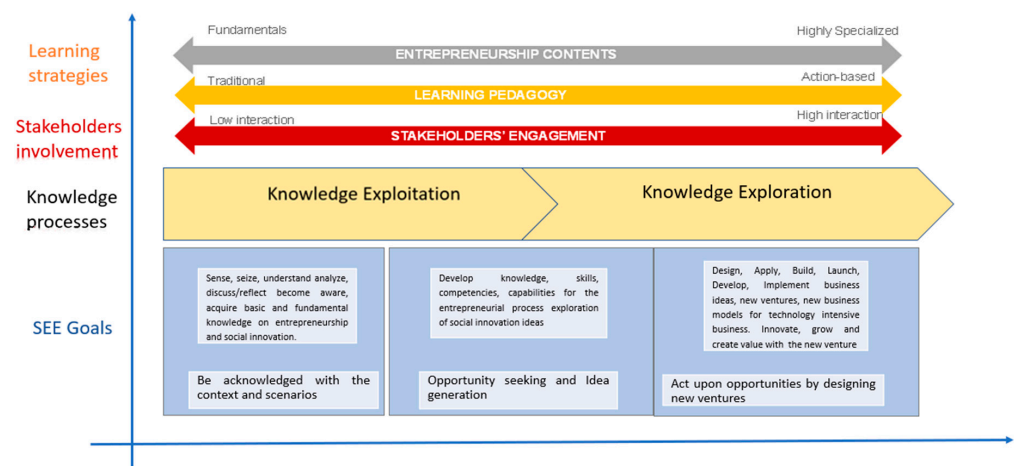 Learning
strategies
Fundamentals
Highly Specialized
ENTREPRENEURSHIP CONTENTS
Traditional
Action-based
LEARNING PEDAGOGY
Stakeholders
involvement
Low interaction
High interaction
STAKEHOLDERS' ENGAGEMENT
Knowledge
processes
Knowledge Exploitation
Knowledge Exploration
SEE Goals
Sense, seize, understand analyze,
discuss/reflect become aware,
acquire basic and fundamental
knowledge on entrepreneurship
and social innovation.
Be acknowledged with the
context and scenarios
Develop knowledge, skills,
competencies, capabilities for the
entrepreneurial process exploration
of social innovation ideas
Opportunity seeking and Idea
generation
Design, Apply, Build, Launch,
Develop, Implement business
ideas, new ventures, new business
models for technology intensive
business. Innovate, grow and
create value with the new venture
Act upon opportunities by designing
new ventures